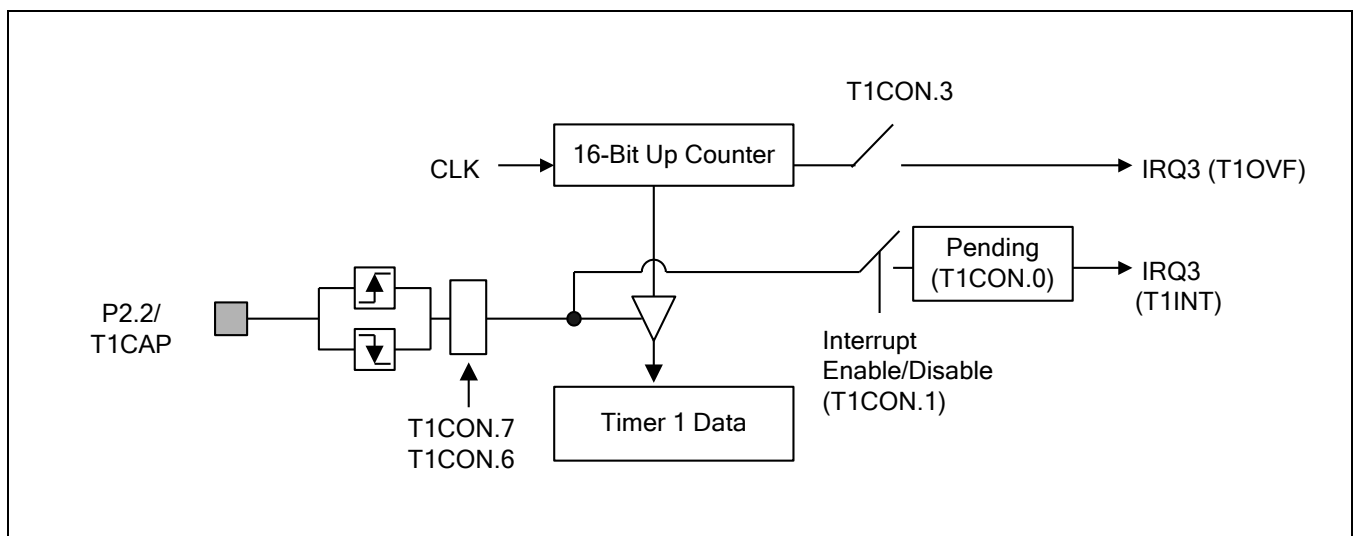 T1CON.3
16-Bit Up Counter
CLK
IRQ3 (T1OVF)
Pending
(T1CON.0)
IRQ3
(T1INT)
P2.2/
T1CAP
Interrupt
Enable/Disable
(T1CON.1)
Timer 1 Data
T1CON.7
T1CON.6